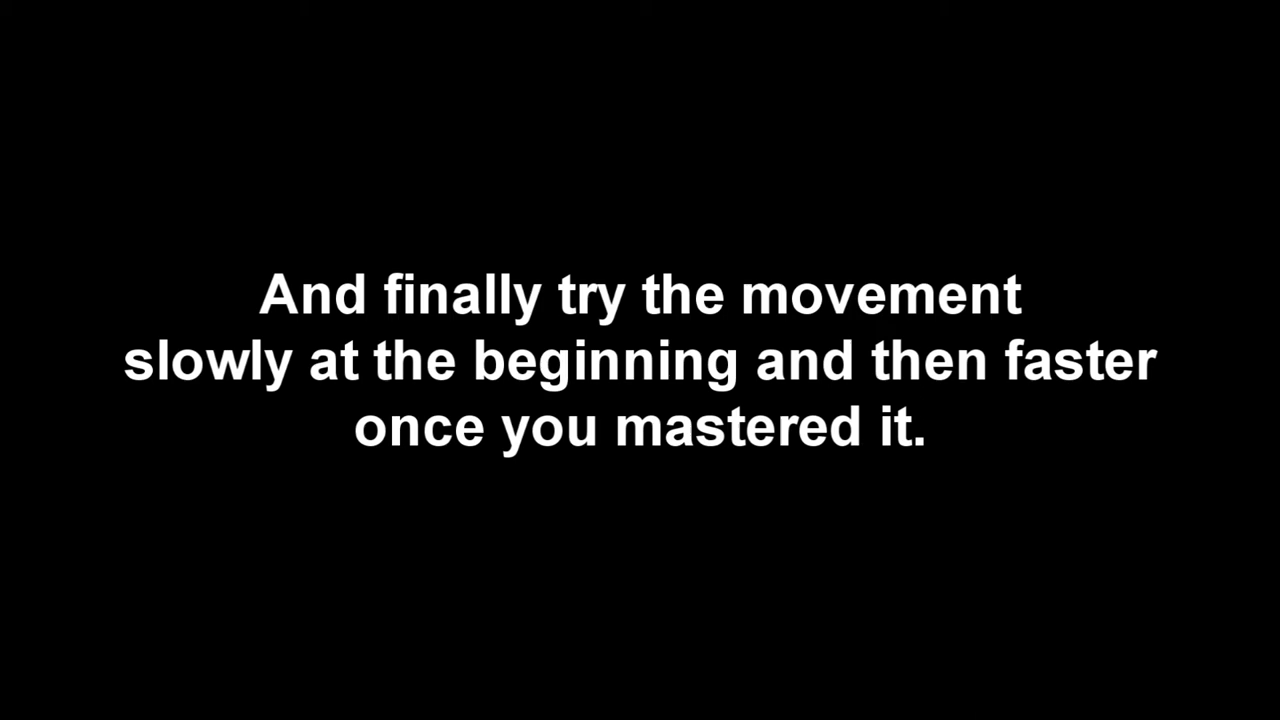 And finally try the movement
slowly at the beginning and then faster
once you mastered it.